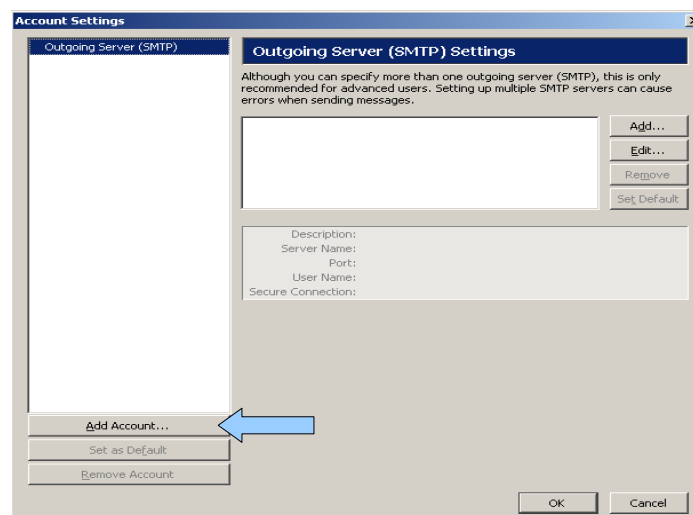 Account Settings
Outgoing Server (SMTP)
Outgoing Server (SMTP) Settings
Although you can specify more than one outgoing server (SMTP), this is only
recommended for advanced users. Setting up multiple SMTP servers can cause
errors when sending messages.
Add...
Edit...
Remove
Set Default
Description:
Server Name:
Port:
User Name:
Secure Connection:
Add Account...
Set as Default
Remove Account
OK
Cancel